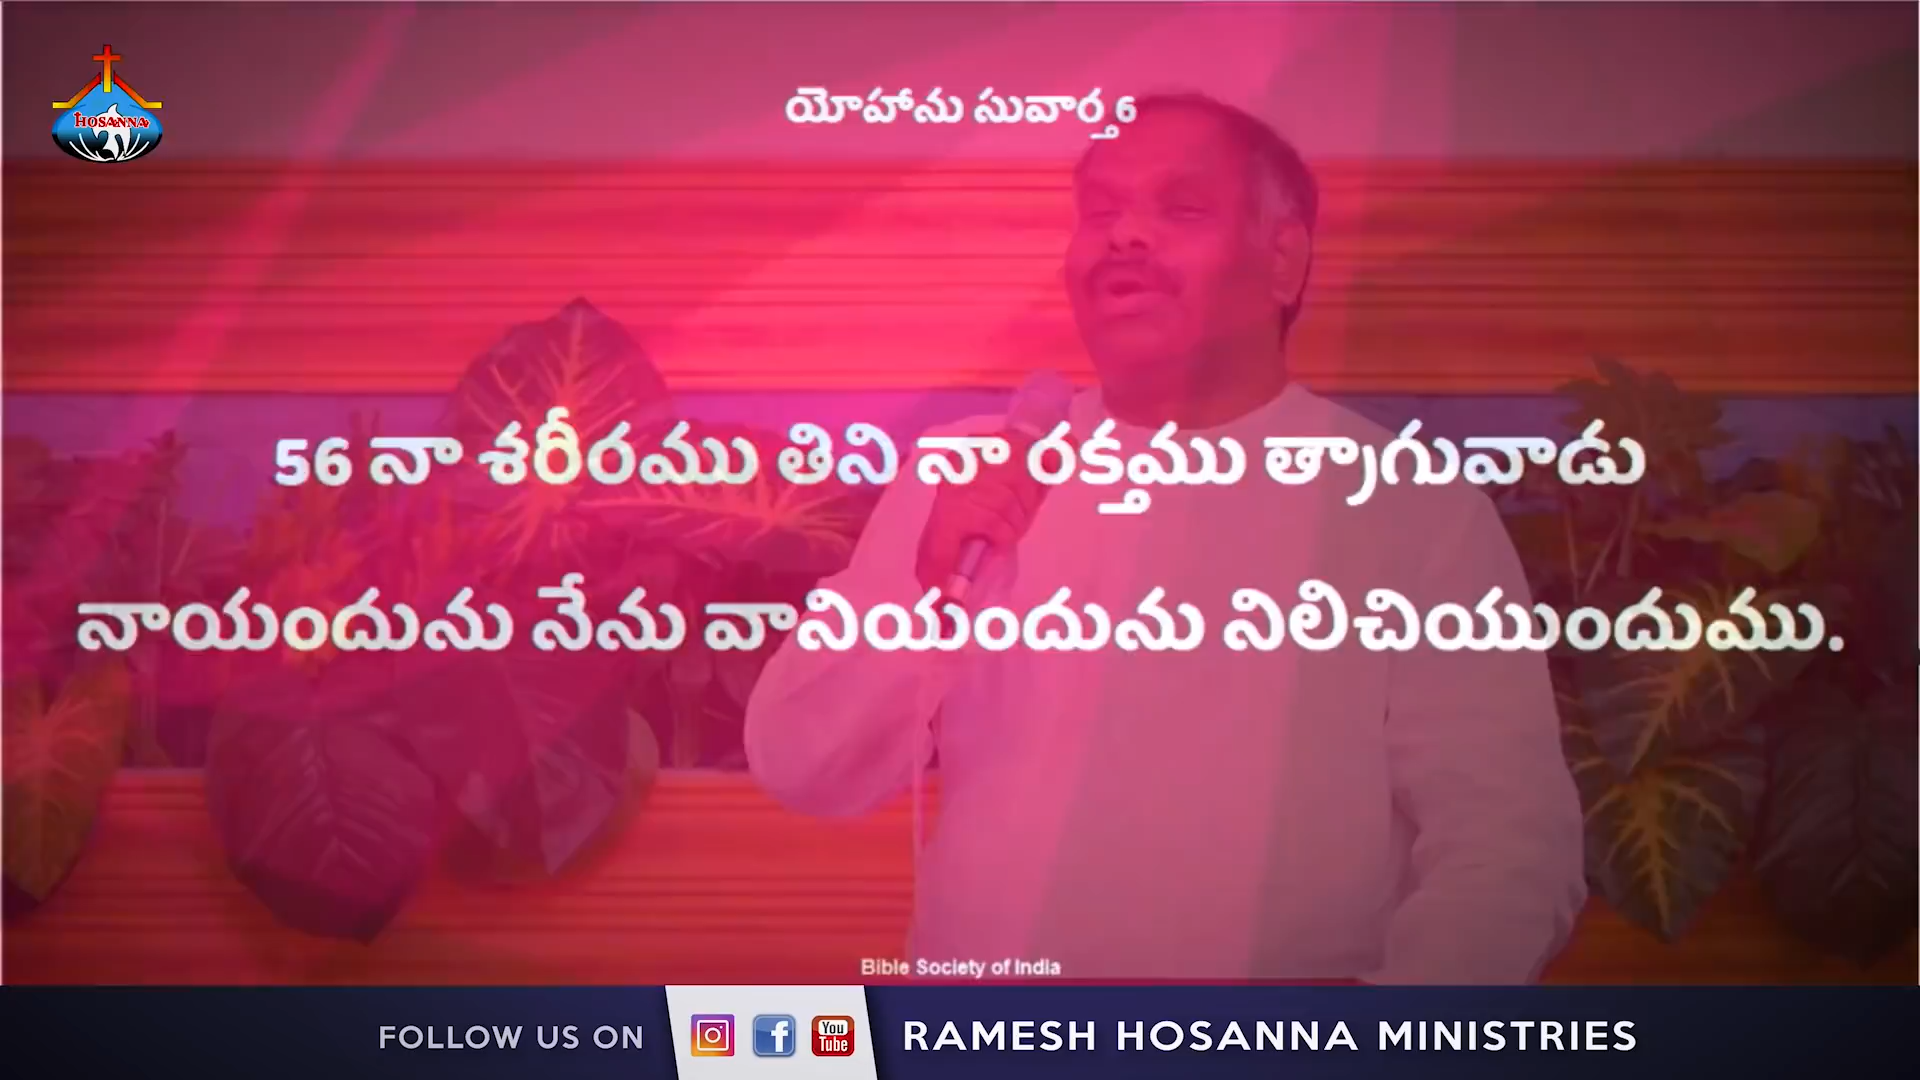 HOSANNA
యోహాను సువార్త 6
56 నా శరీరము తిని నా రక్తము త్రాగువాడు
నాయందును నేను వానియందును నిలిచియుందుము.
Bible Society of India
FOLLOW US ON
You
Tube
RAMESH HOSANNA MINISTRIES